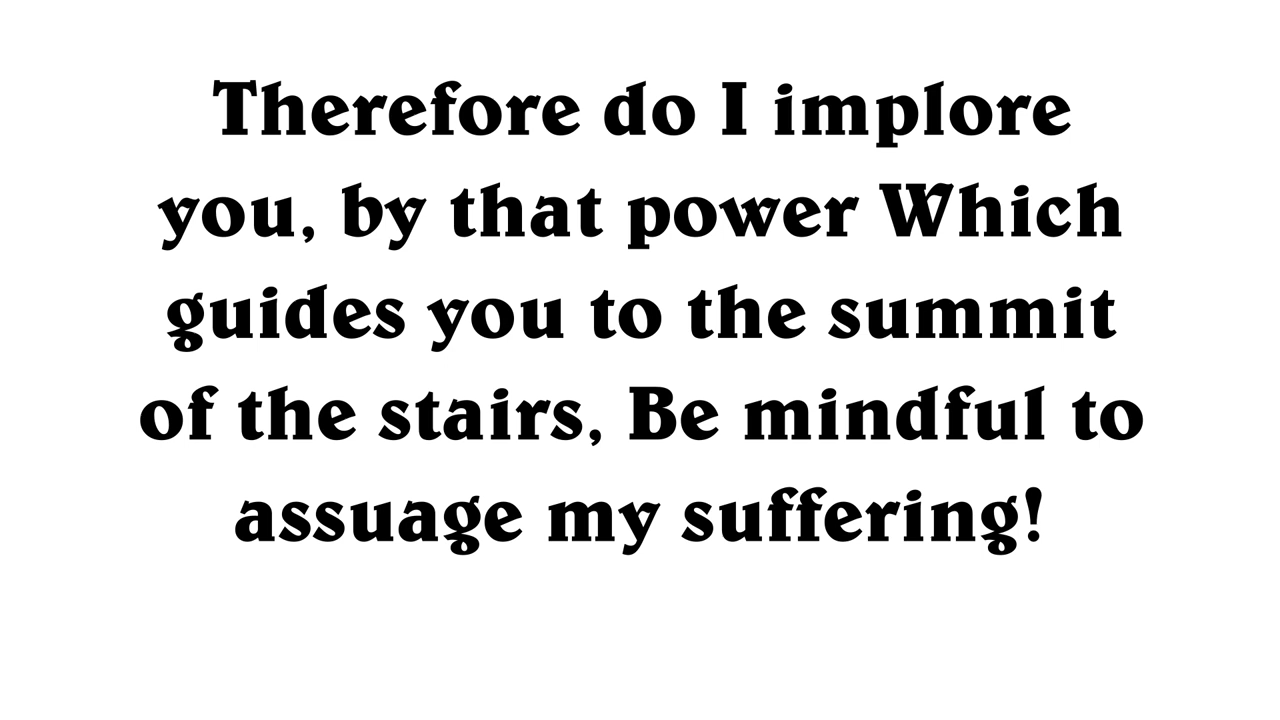 Therefore do I implore
you, by that power Which
guides you to the summit
of the stairs, Be mindful to
assuage my suffering!